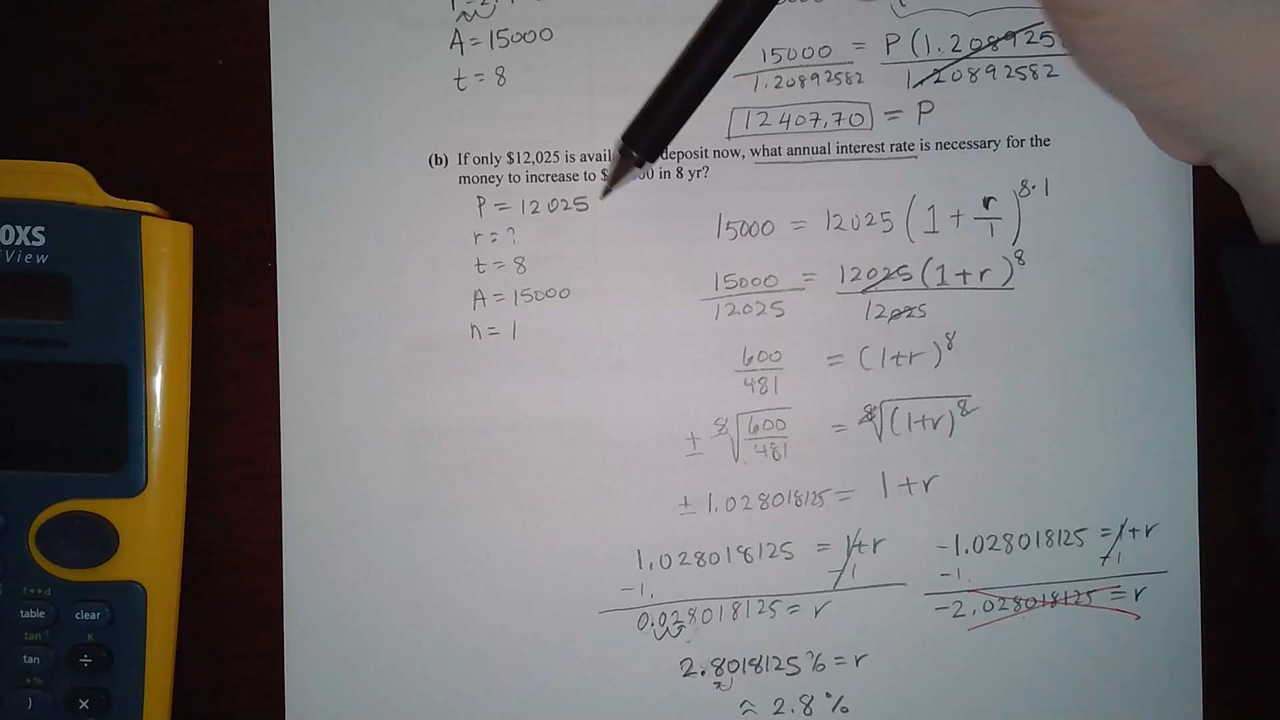 A = 15000
t = 8
15000 = P (1.208925
1.20892582 1.20892582
12407,70 = P
(b) If only $12,025 is avail deposit now, what annual interest rate is necessary for the
money to increase to $ 00 in 8 yr?
P = 12025
r = ?
t = 8
A = 15000
n = 1
15000 = 12025 (1 + r/1)^8·1
15000 = 12025 (1+r)^8
12025 12025
600 = (1+r)^8
481
± 8√600/481 = 8√(1+r)^8
± 1.028018125 = 1+r
1.028018125 = 1+r
-1. -1
0.028018125 = r
-1.028018125 = 1+r
-1. -1
-2.028018125 = r
2.8018125% = r
≈ 2.8%
OXS
View
table
clear
tan⁻¹
K
tan
÷
)
×